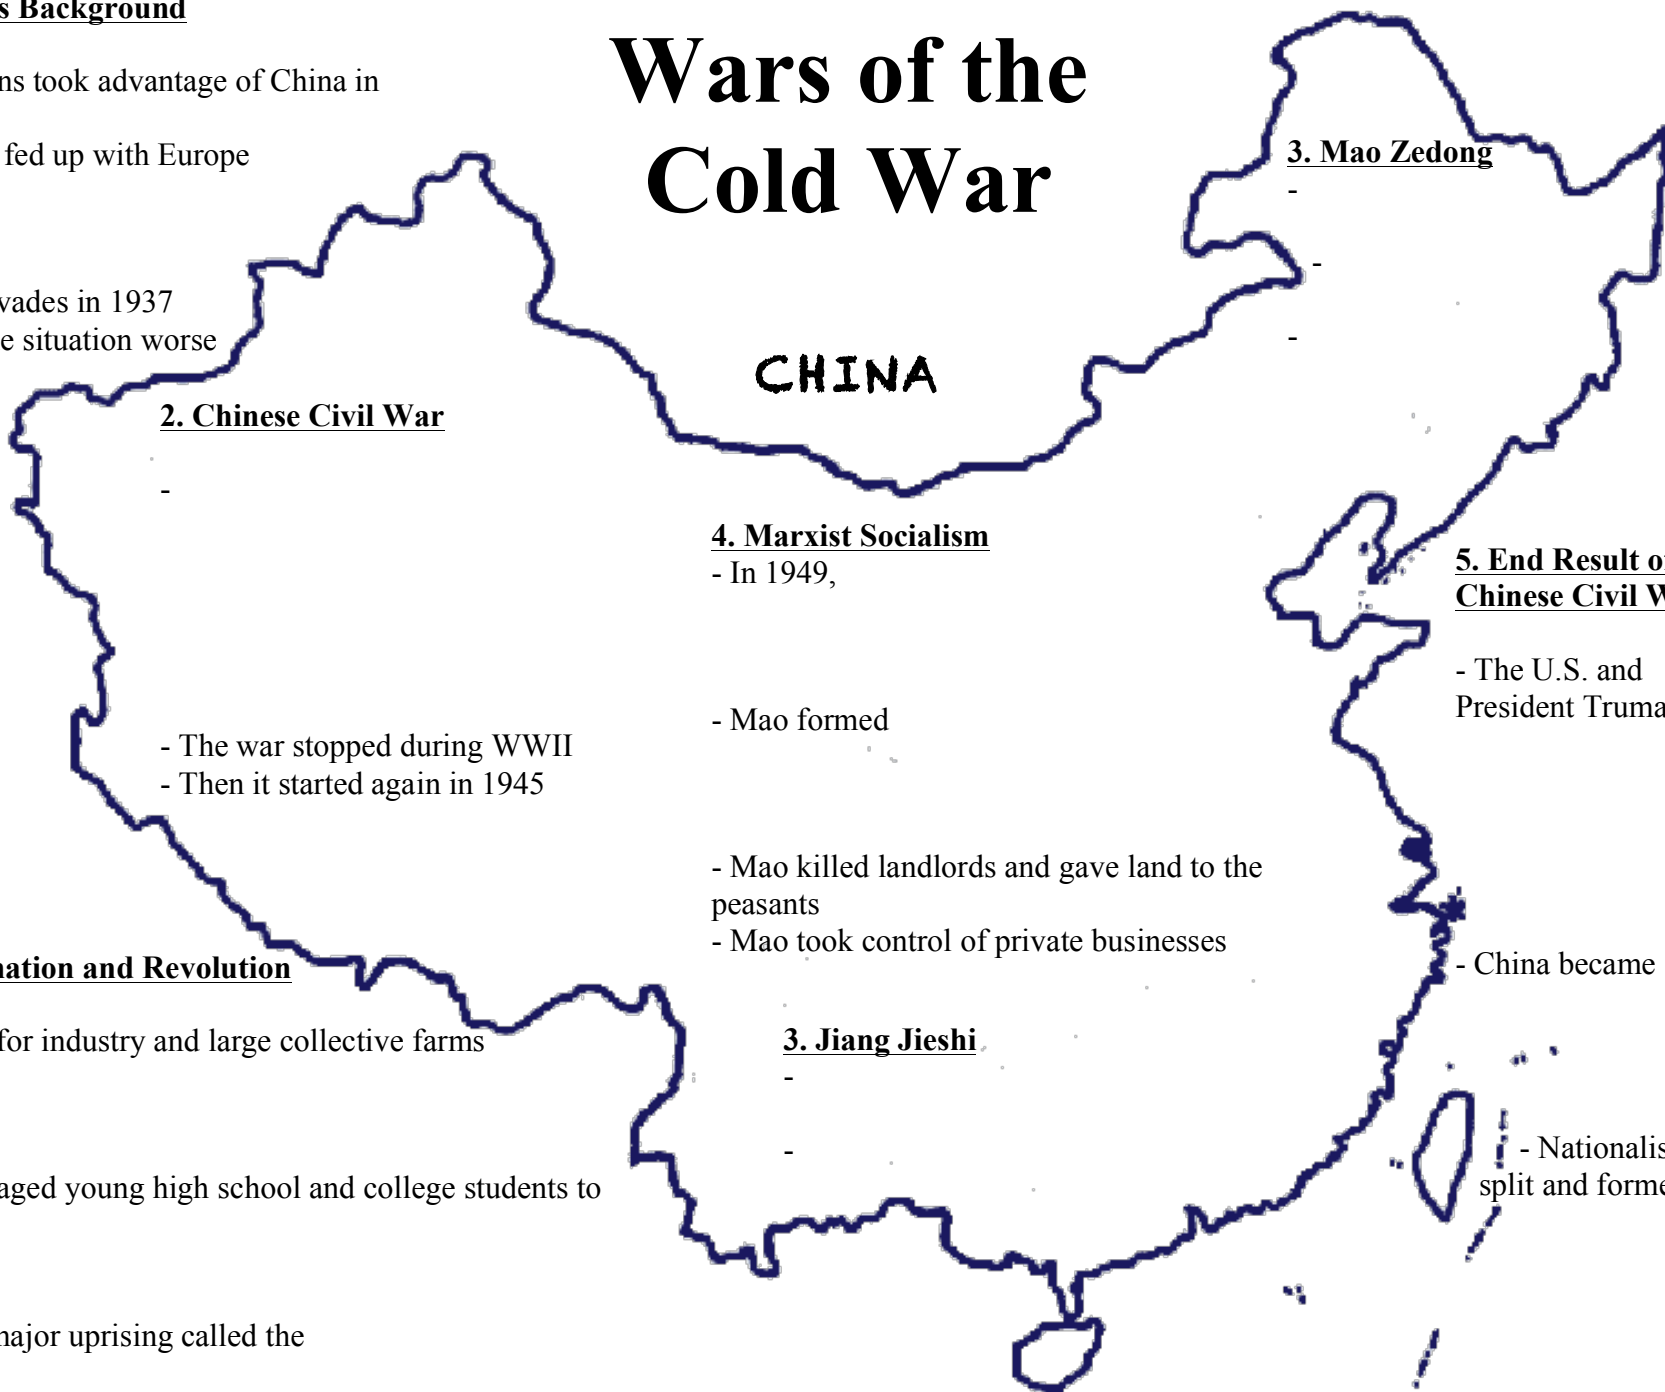 s Background
ns took advantage of China in
fed up with Europe
vades in 1937
e situation worse
Wars of the
Cold War
CHINA
2. Chinese Civil War
-
- The war stopped during WWII
- Then it started again in 1945
3. Mao Zedong
-
-
-
4. Marxist Socialism
- In 1949,
- Mao formed
- Mao killed landlords and gave land to the
peasants
- Mao took control of private businesses
3. Jiang Jieshi
-
-
5. End Result o
Chinese Civil W
- The U.S. and
President Truma
- China became
- Nationalis
split and forme
nation and Revolution
for industry and large collective farms
aged young high school and college students to
major uprising called the